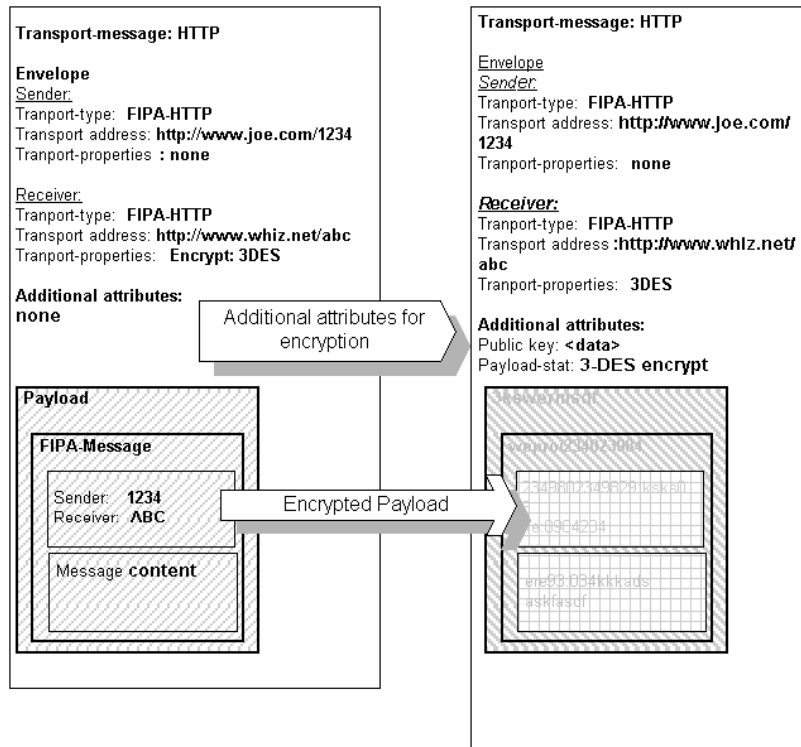 Transport-message: HTTP
Envelope
Sender:
Tranport-type: FIPA-HTTP
Transport address: http://www.joe.com/1234
Tranport-properties : none
Receiver:
Tranport-type: FIPA-HTTP
Transport address: http://www.whiz.net/abc
Tranport-properties: Encrypt: 3DES
Additional attributes:
none
Payload
FIPA-Message
Sender: 1234
Receiver: ABC
Message content
Additional attributes for
encryption
Encrypted Payload
Transport-message: HTTP
Envelope
Sender:
Tranport-type: FIPA-HTTP
Transport address: http://www.joe.com/
1234
Tranport-properties: none
Receiver:
Tranport-type: FIPA-HTTP
Transport address :http://www.whiz.net/
abc
Tranport-properties: 3DES
Additional attributes:
Public key: <data>
Payload-stat: 3-DES encrypt
ere93.034kkkads